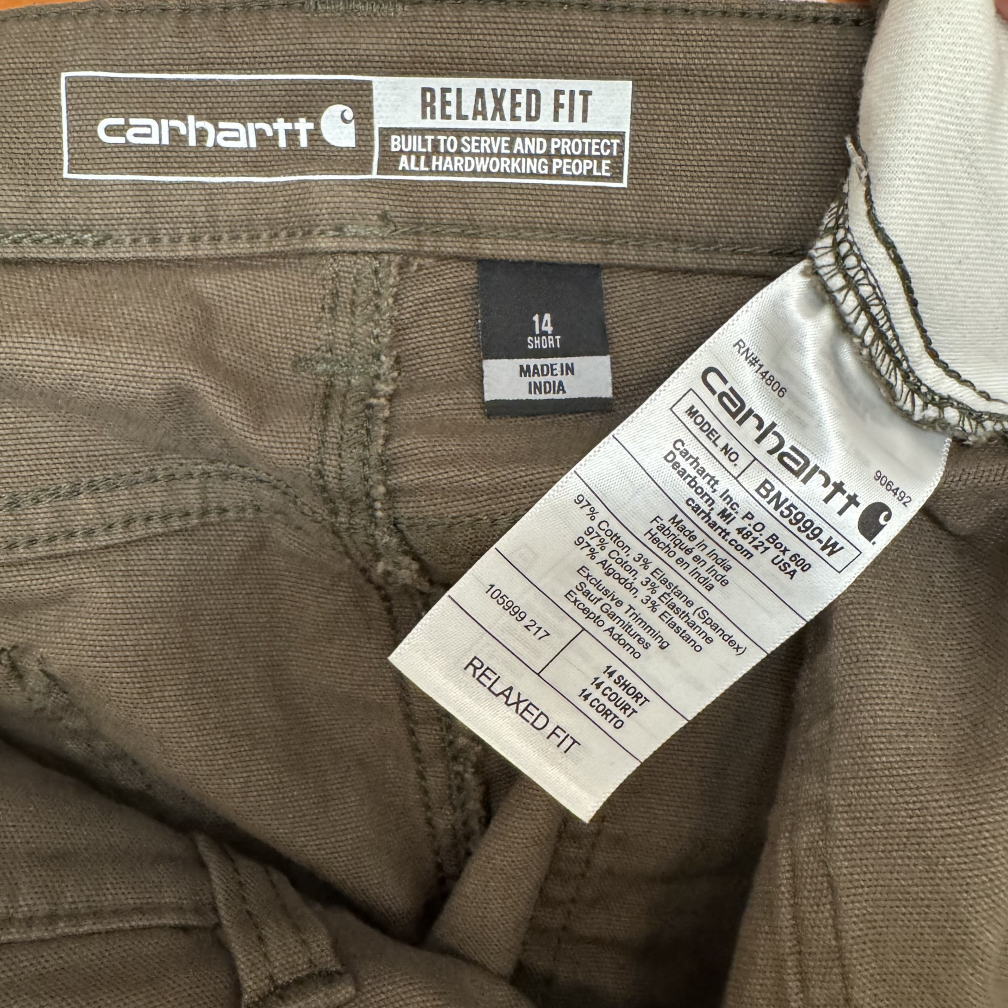 carhartt
RELAXED FIT
BUILT TO SERVE AND PROTECT
ALL HARDWORKING PEOPLE
14
SHORT
MADE IN
INDIA
RN#14806
906492
carhartt
MODEL NO.
BN5999-W
Carhartt, Inc. P.O. Box 600
Dearborn, MI 48121 USA
carhartt.com
Made in India
Fabriqué en Inde
Hecho en India
97% Cotton, 3% Elastane (Spandex)
97% Coton, 3% Élasthanne
97% Algodón, 3% Elastano
Exclusive Trimming
Sauf Garnitures
Excepto Adorno
105999 217
14 SHORT
14 COURT
14 CORTO
RELAXED FIT